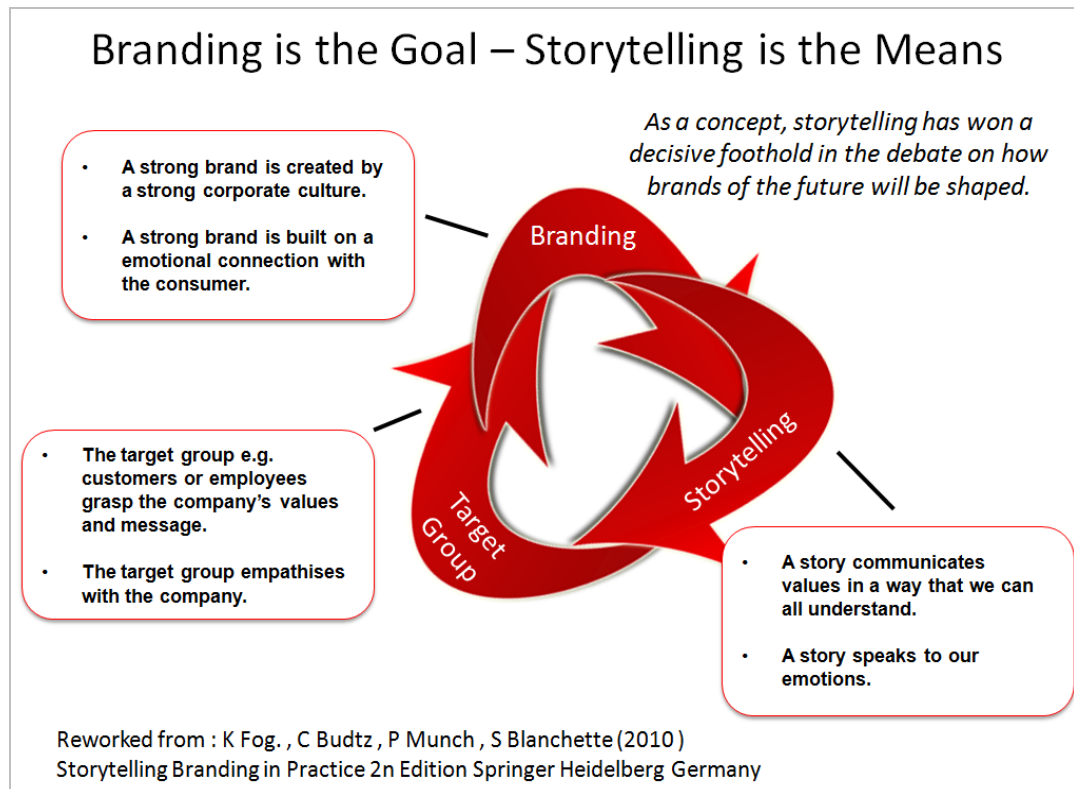 Branding is the Goal – Storytelling is the Means
As a concept, storytelling has won a
decisive foothold in the debate on how
brands of the future will be shaped.
• A strong brand is created by
a strong corporate culture.
• A strong brand is built on a
emotional connection with
the consumer.
Branding
• The target group e.g.
customers or employees
grasp the company’s values
and message.
• The target group empathises
with the company.
Target
Group
Storytelling
• A story communicates
values in a way that we can
all understand.
• A story speaks to our
emotions.
Reworked from : K Fog. , C Budtz , P Munch , S Blanchette (2010 )
Storytelling Branding in Practice 2n Edition Springer Heidelberg Germany